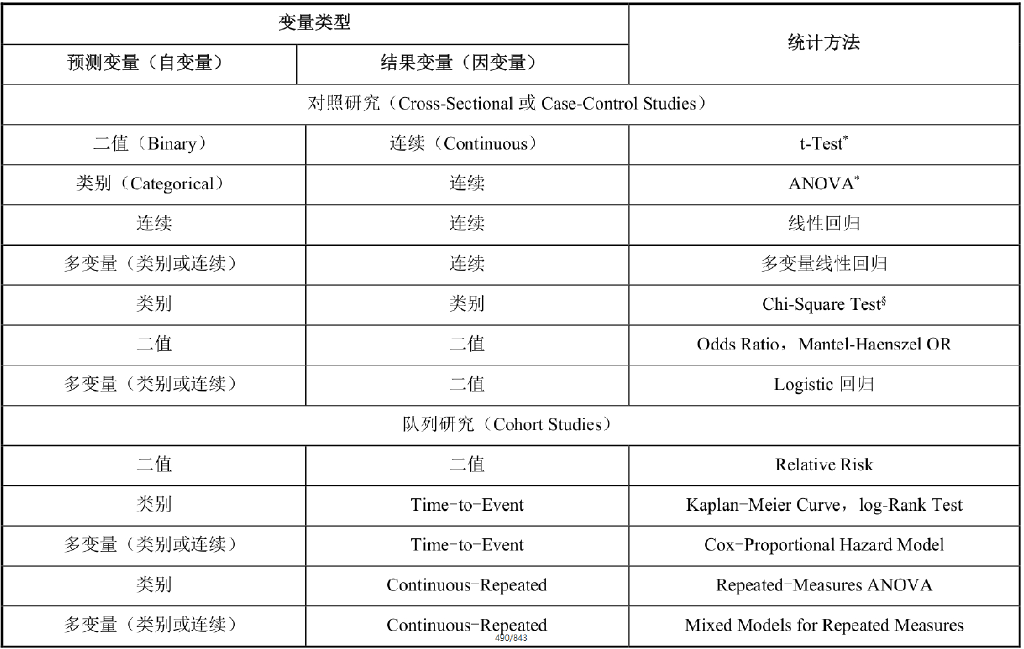 变量类型
统计方法
预测变量（自变量） 结果变量（因变量）
对照研究（Cross-Sectional 或 Case-Control Studies）
二值（Binary） 连续（Continuous） t-Test*
类别（Categorical） 连续 ANOVA*
连续 连续 线性回归
多变量（类别或连续） 连续 多变量线性回归
类别 类别 Chi-Square Test§
二值 二值 Odds Ratio，Mantel-Haenszel OR
多变量（类别或连续） 二值 Logistic 回归
队列研究（Cohort Studies）
二值 二值 Relative Risk
类别 Time-to-Event Kaplan-Meier Curve，log-Rank Test
多变量（类别或连续） Time-to-Event Cox-Proportional Hazard Model
类别 Continuous-Repeated Repeated-Measures ANOVA
多变量（类别或连续） Continuous-Repeated Mixed Models for Repeated Measures
490/843